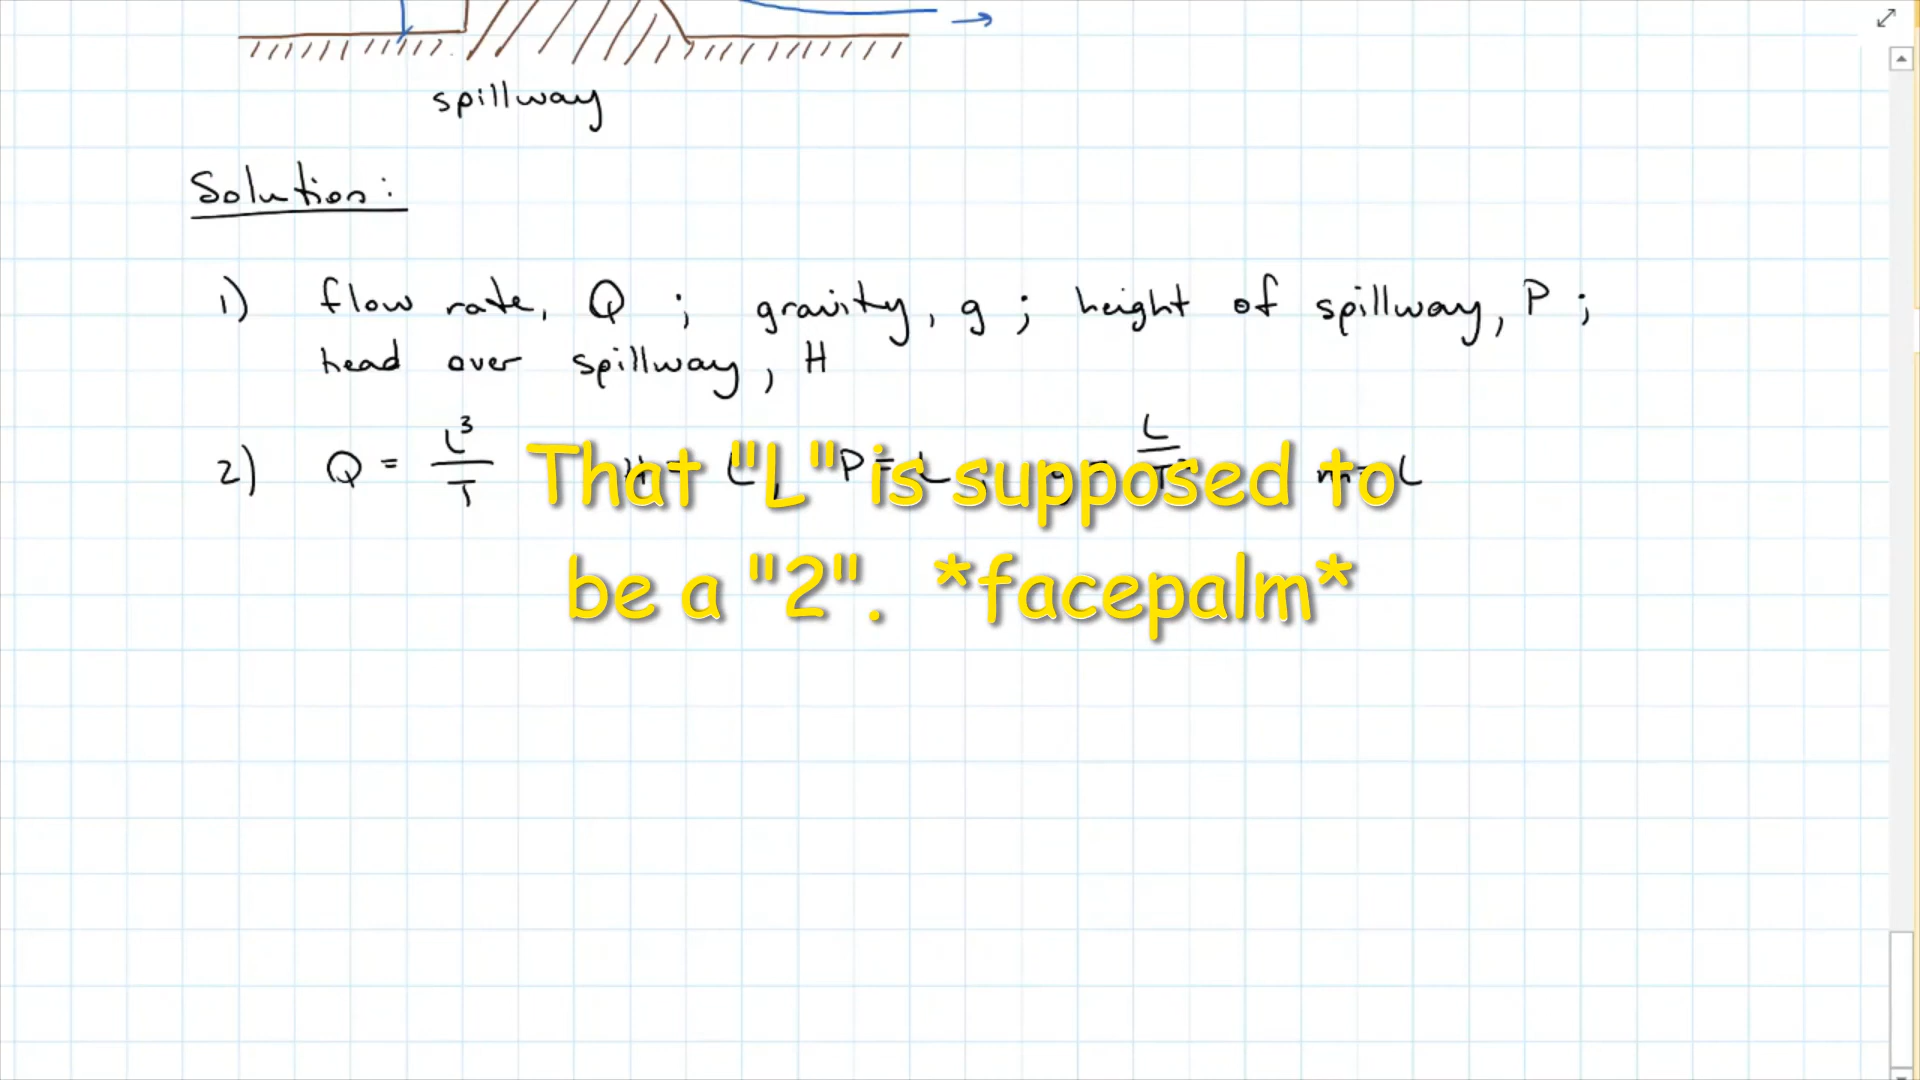 spillway
Solution:
1) flow rate, Q ; gravity, g ; height of spillway, P ;
head over spillway, H
2) Q = L³/T H = L, P = L, g = L/T m = L
That "L" is supposed to
be a "2". *facepalm*